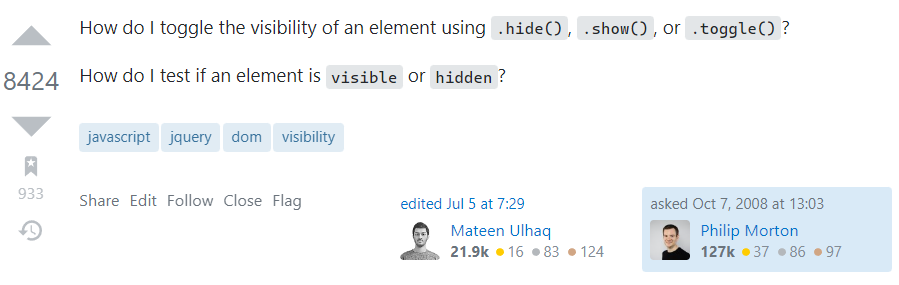 How do I toggle the visibility of an element using .hide(), .show(), or .toggle()?
8424
How do I test if an element is visible or hidden?
javascript jquery dom visibility
933
Share Edit Follow Close Flag
edited Jul 5 at 7:29
Mateen Ulhaq
21.9k 16 83 124
asked Oct 7, 2008 at 13:03
Philip Morton
127k 37 86 97